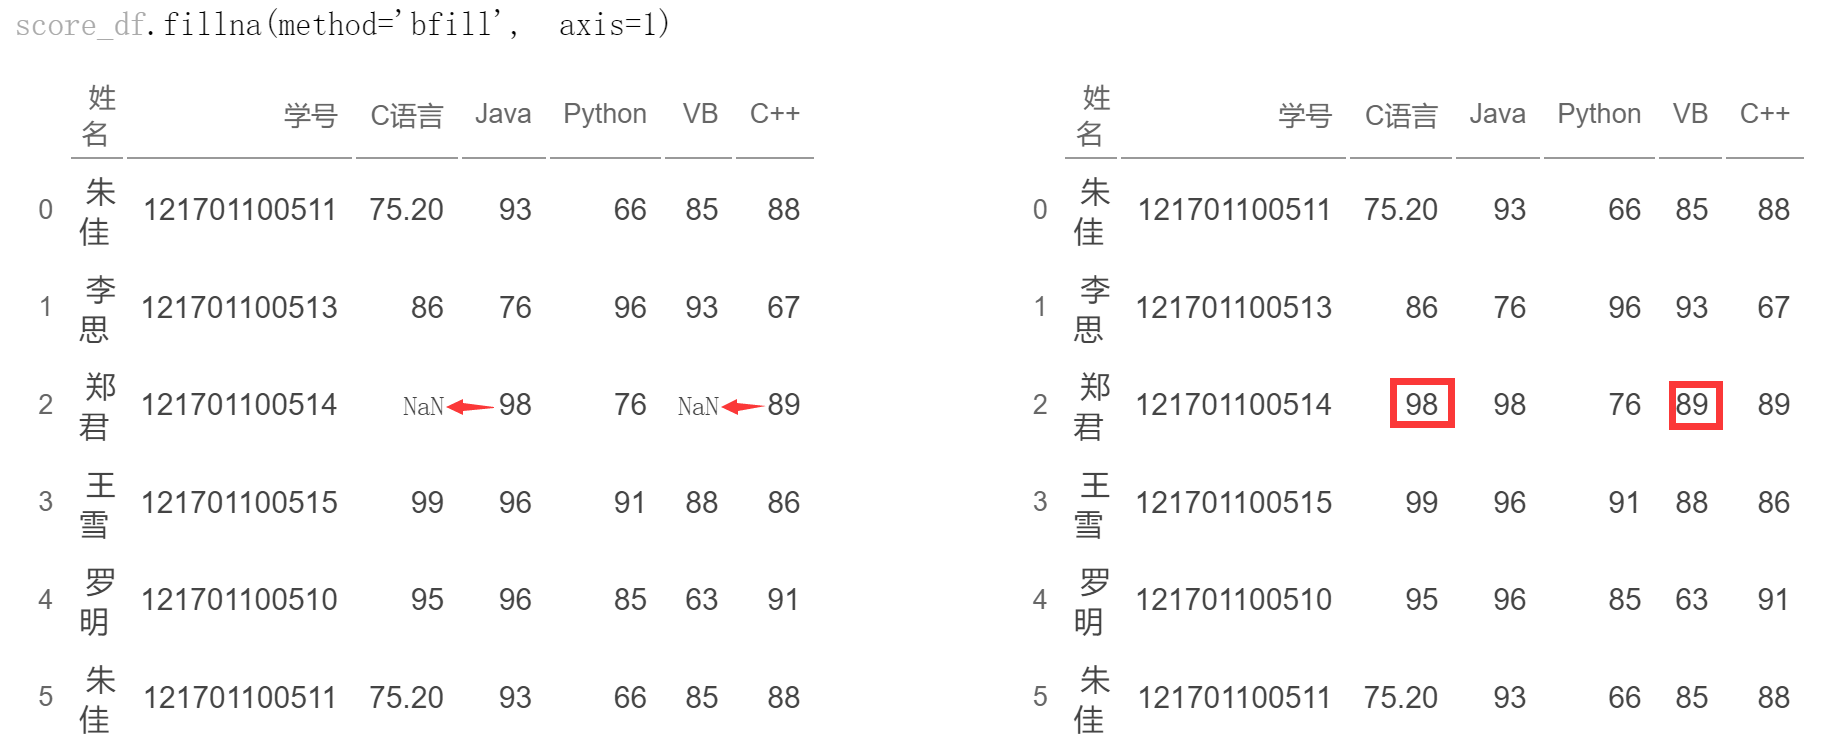 score_df.fillna(method='bfill', axis=1)
姓名 学号 C语言 Java Python VB C++
0 朱佳 121701100511 75.20 93 66 85 88
1 李思 121701100513 86 76 96 93 67
2 郑君 121701100514 NaN 98 76 NaN 89
3 王雪 121701100515 99 96 91 88 86
4 罗明 121701100510 95 96 85 63 91
5 朱佳 121701100511 75.20 93 66 85 88
姓名 学号 C语言 Java Python VB C++
0 朱佳 121701100511 75.20 93 66 85 88
1 李思 121701100513 86 76 96 93 67
2 郑君 121701100514 98 98 76 89 89
3 王雪 121701100515 99 96 91 88 86
4 罗明 121701100510 95 96 85 63 91
5 朱佳 121701100511 75.20 93 66 85 88